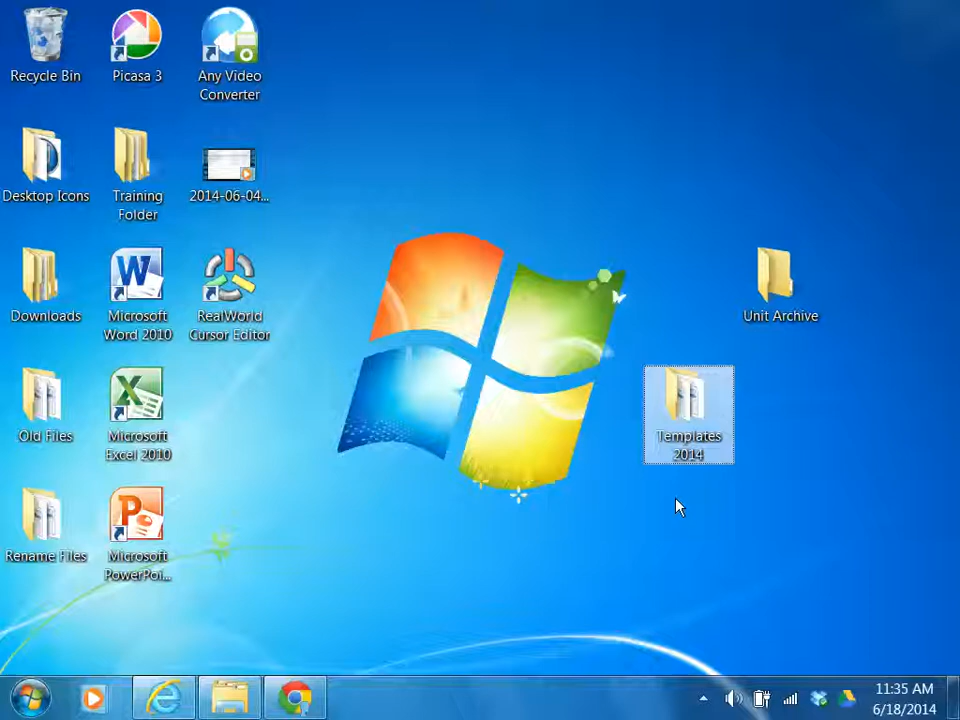 Recycle Bin
Picasa 3
Any Video
Converter
Desktop Icons
Training
Folder
2014-06-04...
Downloads
Microsoft
Word 2010
RealWorld
Cursor Editor
Unit Archive
Old Files
Microsoft
Excel 2010
Templates
2014
Rename Files
Microsoft
PowerPoi...
11:35 AM
6/18/2014